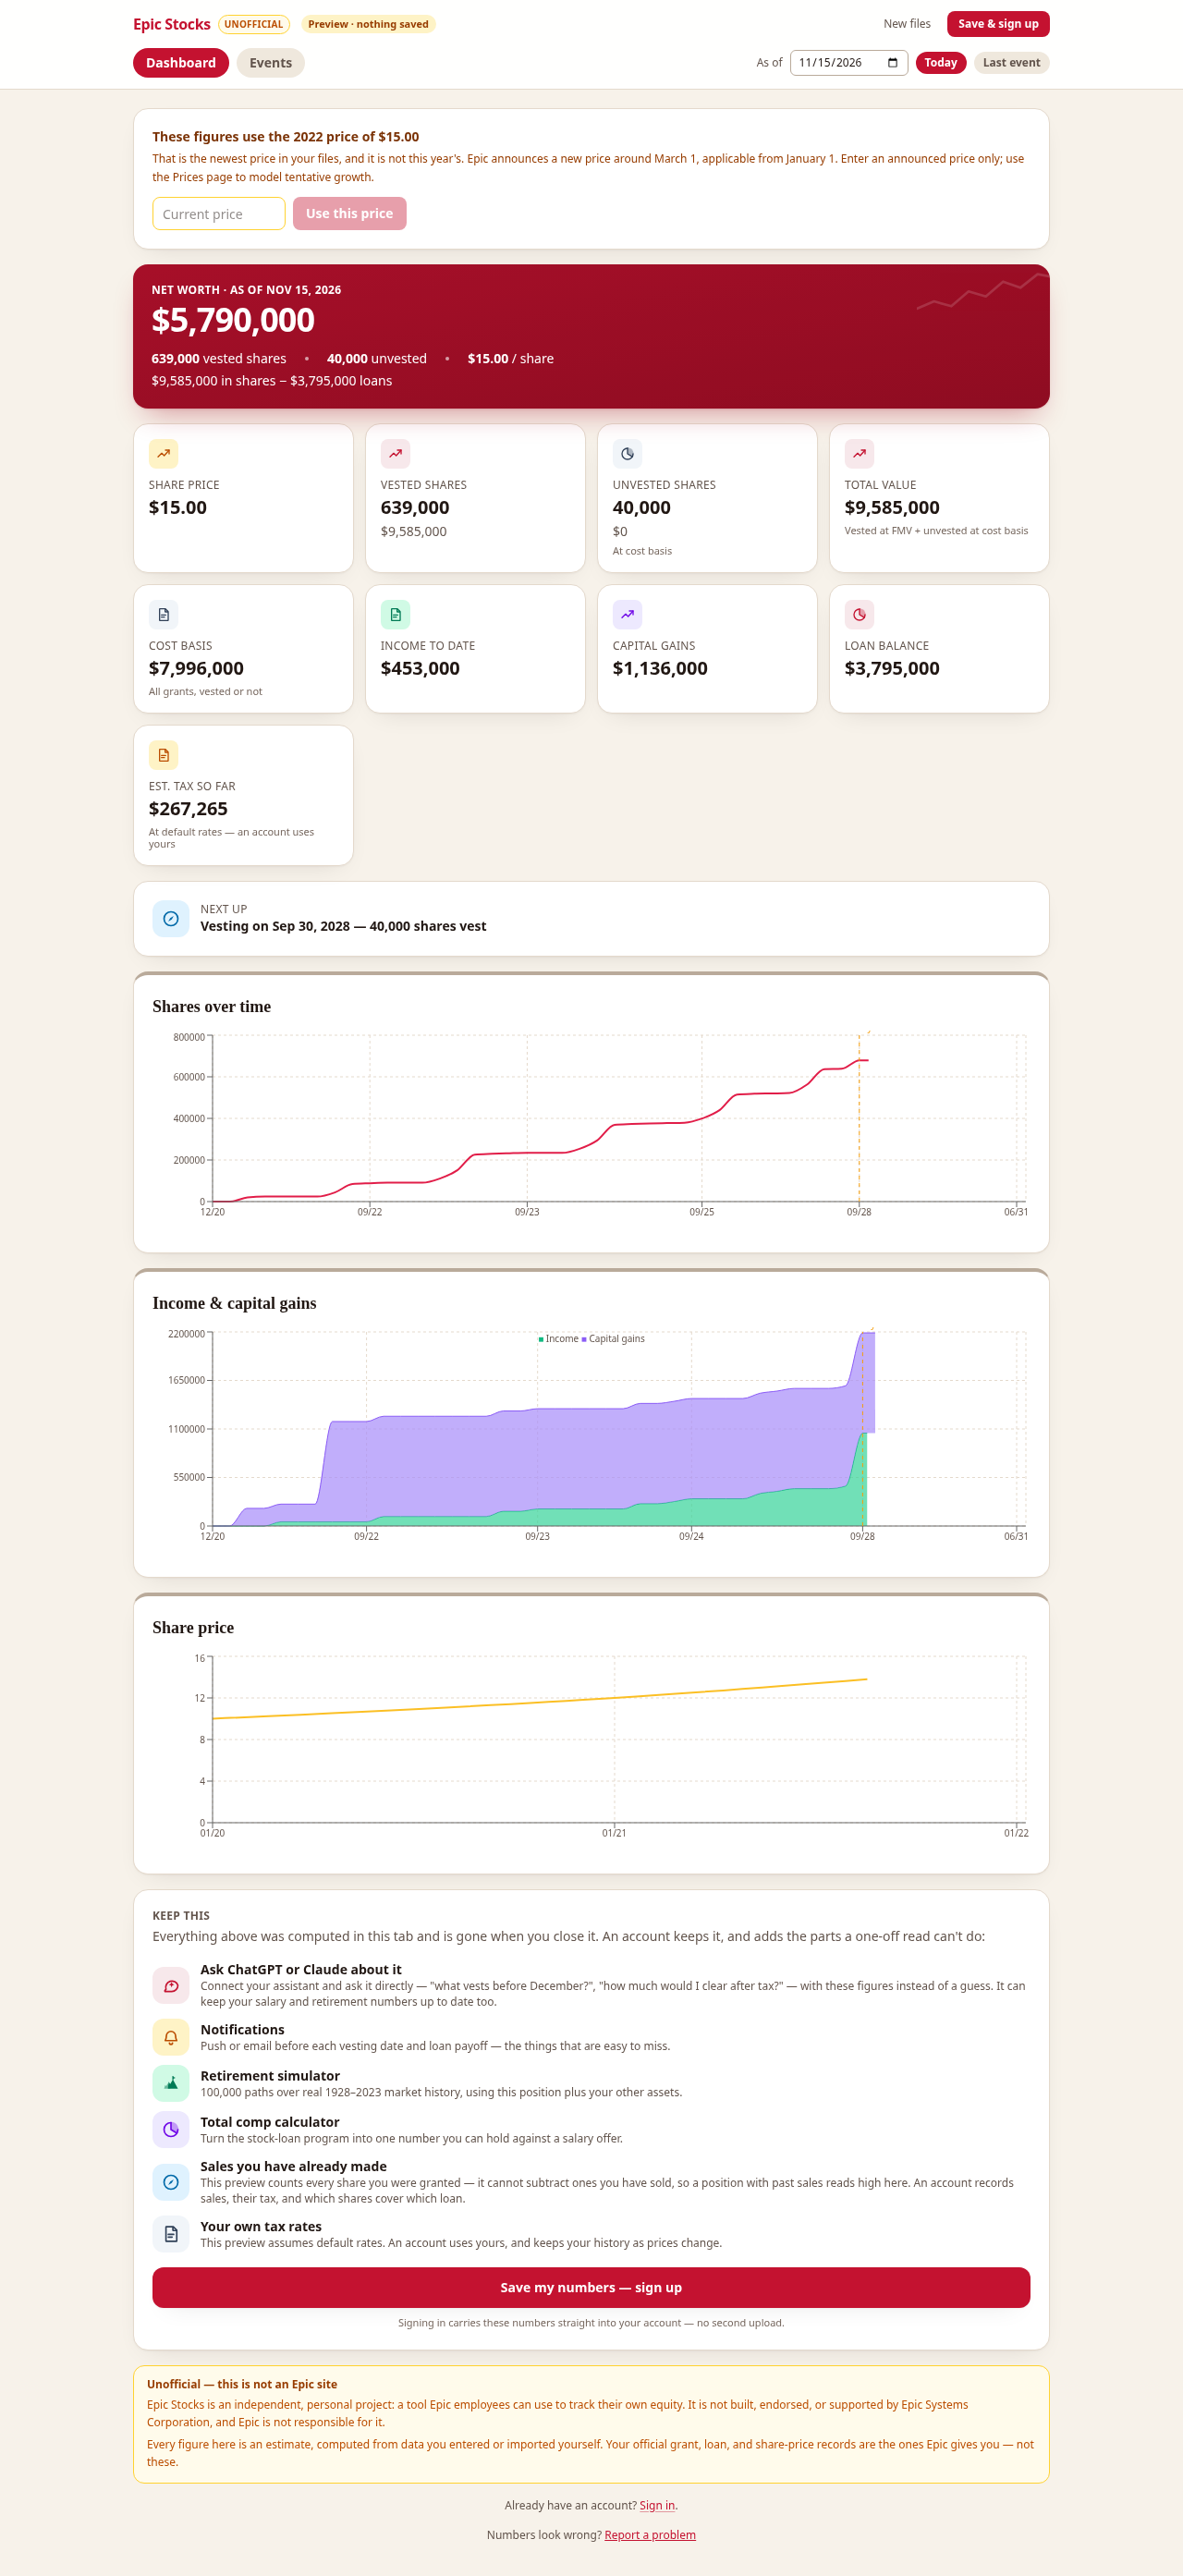 Epic Stocks UNOFFICIAL Preview · nothing saved New files Save & sign up
Dashboard Events As of 11/15/2026 Today Last event
These figures use the 2022 price of $15.00
That is the newest price in your files, and it is not this year's. Epic announces a new price around March 1, applicable from January 1. Enter an announced price only; use
the Prices page to model tentative growth.
Current price Use this price
NET WORTH · AS OF NOV 15, 2026
$5,790,000
639,000 vested shares • 40,000 unvested • $15.00 / share
$9,585,000 in shares − $3,795,000 loans
SHARE PRICE
$15.00
VESTED SHARES
639,000
$9,585,000
UNVESTED SHARES
40,000
$0
At cost basis
TOTAL VALUE
$9,585,000
Vested at FMV + unvested at cost basis
COST BASIS
$7,996,000
All grants, vested or not
INCOME TO DATE
$453,000
CAPITAL GAINS
$1,136,000
LOAN BALANCE
$3,795,000
EST. TAX SO FAR
$267,265
At default rates — an account uses
yours
NEXT UP
Vesting on Sep 30, 2028 — 40,000 shares vest
Shares over time
800000
600000
400000
200000
0
12/20 09/22 09/23 09/25 09/28 06/31
Income & capital gains
Income Capital gains
2200000
1650000
1100000
550000
0
12/20 09/22 09/23 09/24 09/28 06/31
Share price
16
12
8
4
0
01/20 01/21 01/22
KEEP THIS
Everything above was computed in this tab and is gone when you close it. An account keeps it, and adds the parts a one-off read can't do:
Ask ChatGPT or Claude about it
Connect your assistant and ask it directly — "what vests before December?", "how much would I clear after tax?" — with these figures instead of a guess. It can
keep your salary and retirement numbers up to date too.
Notifications
Push or email before each vesting date and loan payoff — the things that are easy to miss.
Retirement simulator
100,000 paths over real 1928–2023 market history, using this position plus your other assets.
Total comp calculator
Turn the stock-loan program into one number you can hold against a salary offer.
Sales you have already made
This preview counts every share you were granted — it cannot subtract ones you have sold, so a position with past sales reads high here. An account records
sales, their tax, and which shares cover which loan.
Your own tax rates
This preview assumes default rates. An account uses yours, and keeps your history as prices change.
Save my numbers — sign up
Signing in carries these numbers straight into your account — no second upload.
Unofficial — this is not an Epic site
Epic Stocks is an independent, personal project: a tool Epic employees can use to track their own equity. It is not built, endorsed, or supported by Epic Systems
Corporation, and Epic is not responsible for it.
Every figure here is an estimate, computed from data you entered or imported yourself. Your official grant, loan, and share-price records are the ones Epic gives you — not
these.
Already have an account? Sign in.
Numbers look wrong? Report a problem